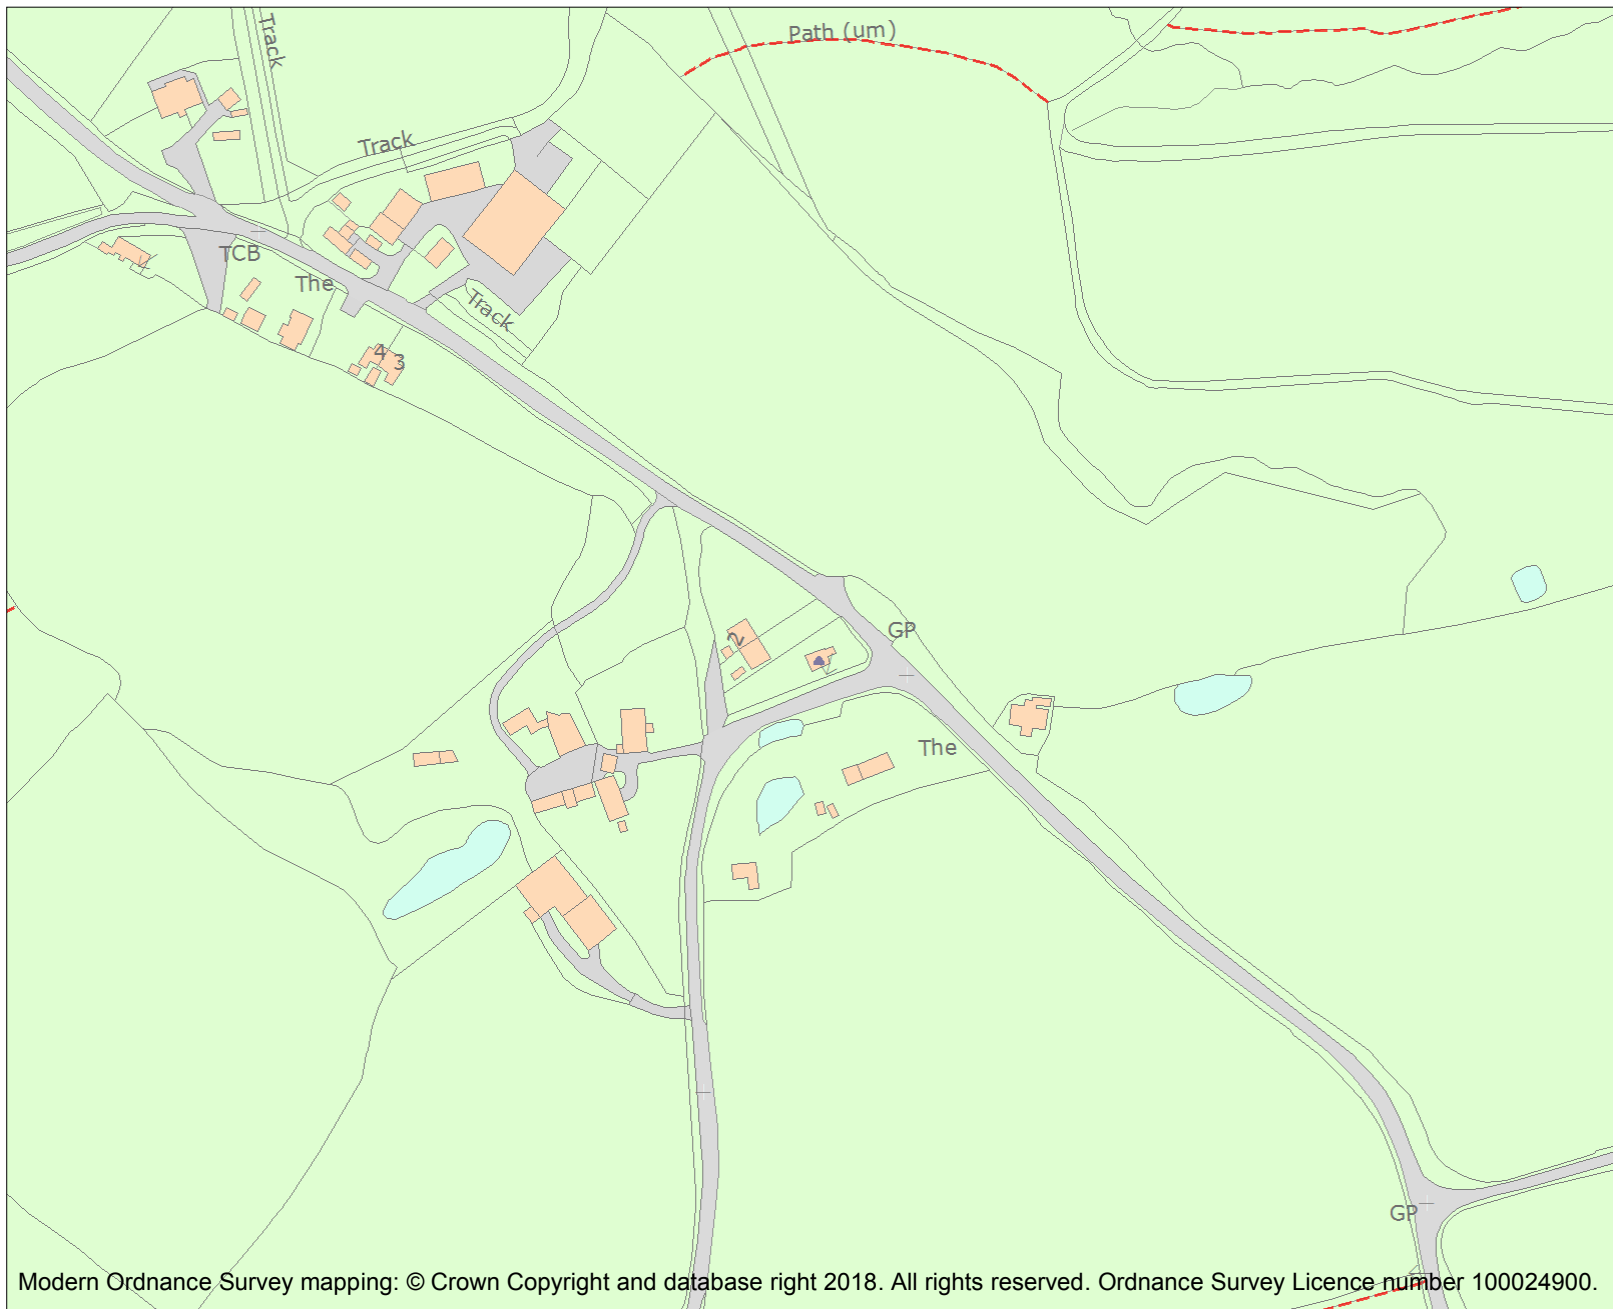 Track
Path (um)
Track
TCB
The
Track
4
3
GP
2
The
GP
Modern Ordnance Survey mapping: © Crown Copyright and database right 2018. All rights reserved. Ordnance Survey Licence number 100024900.